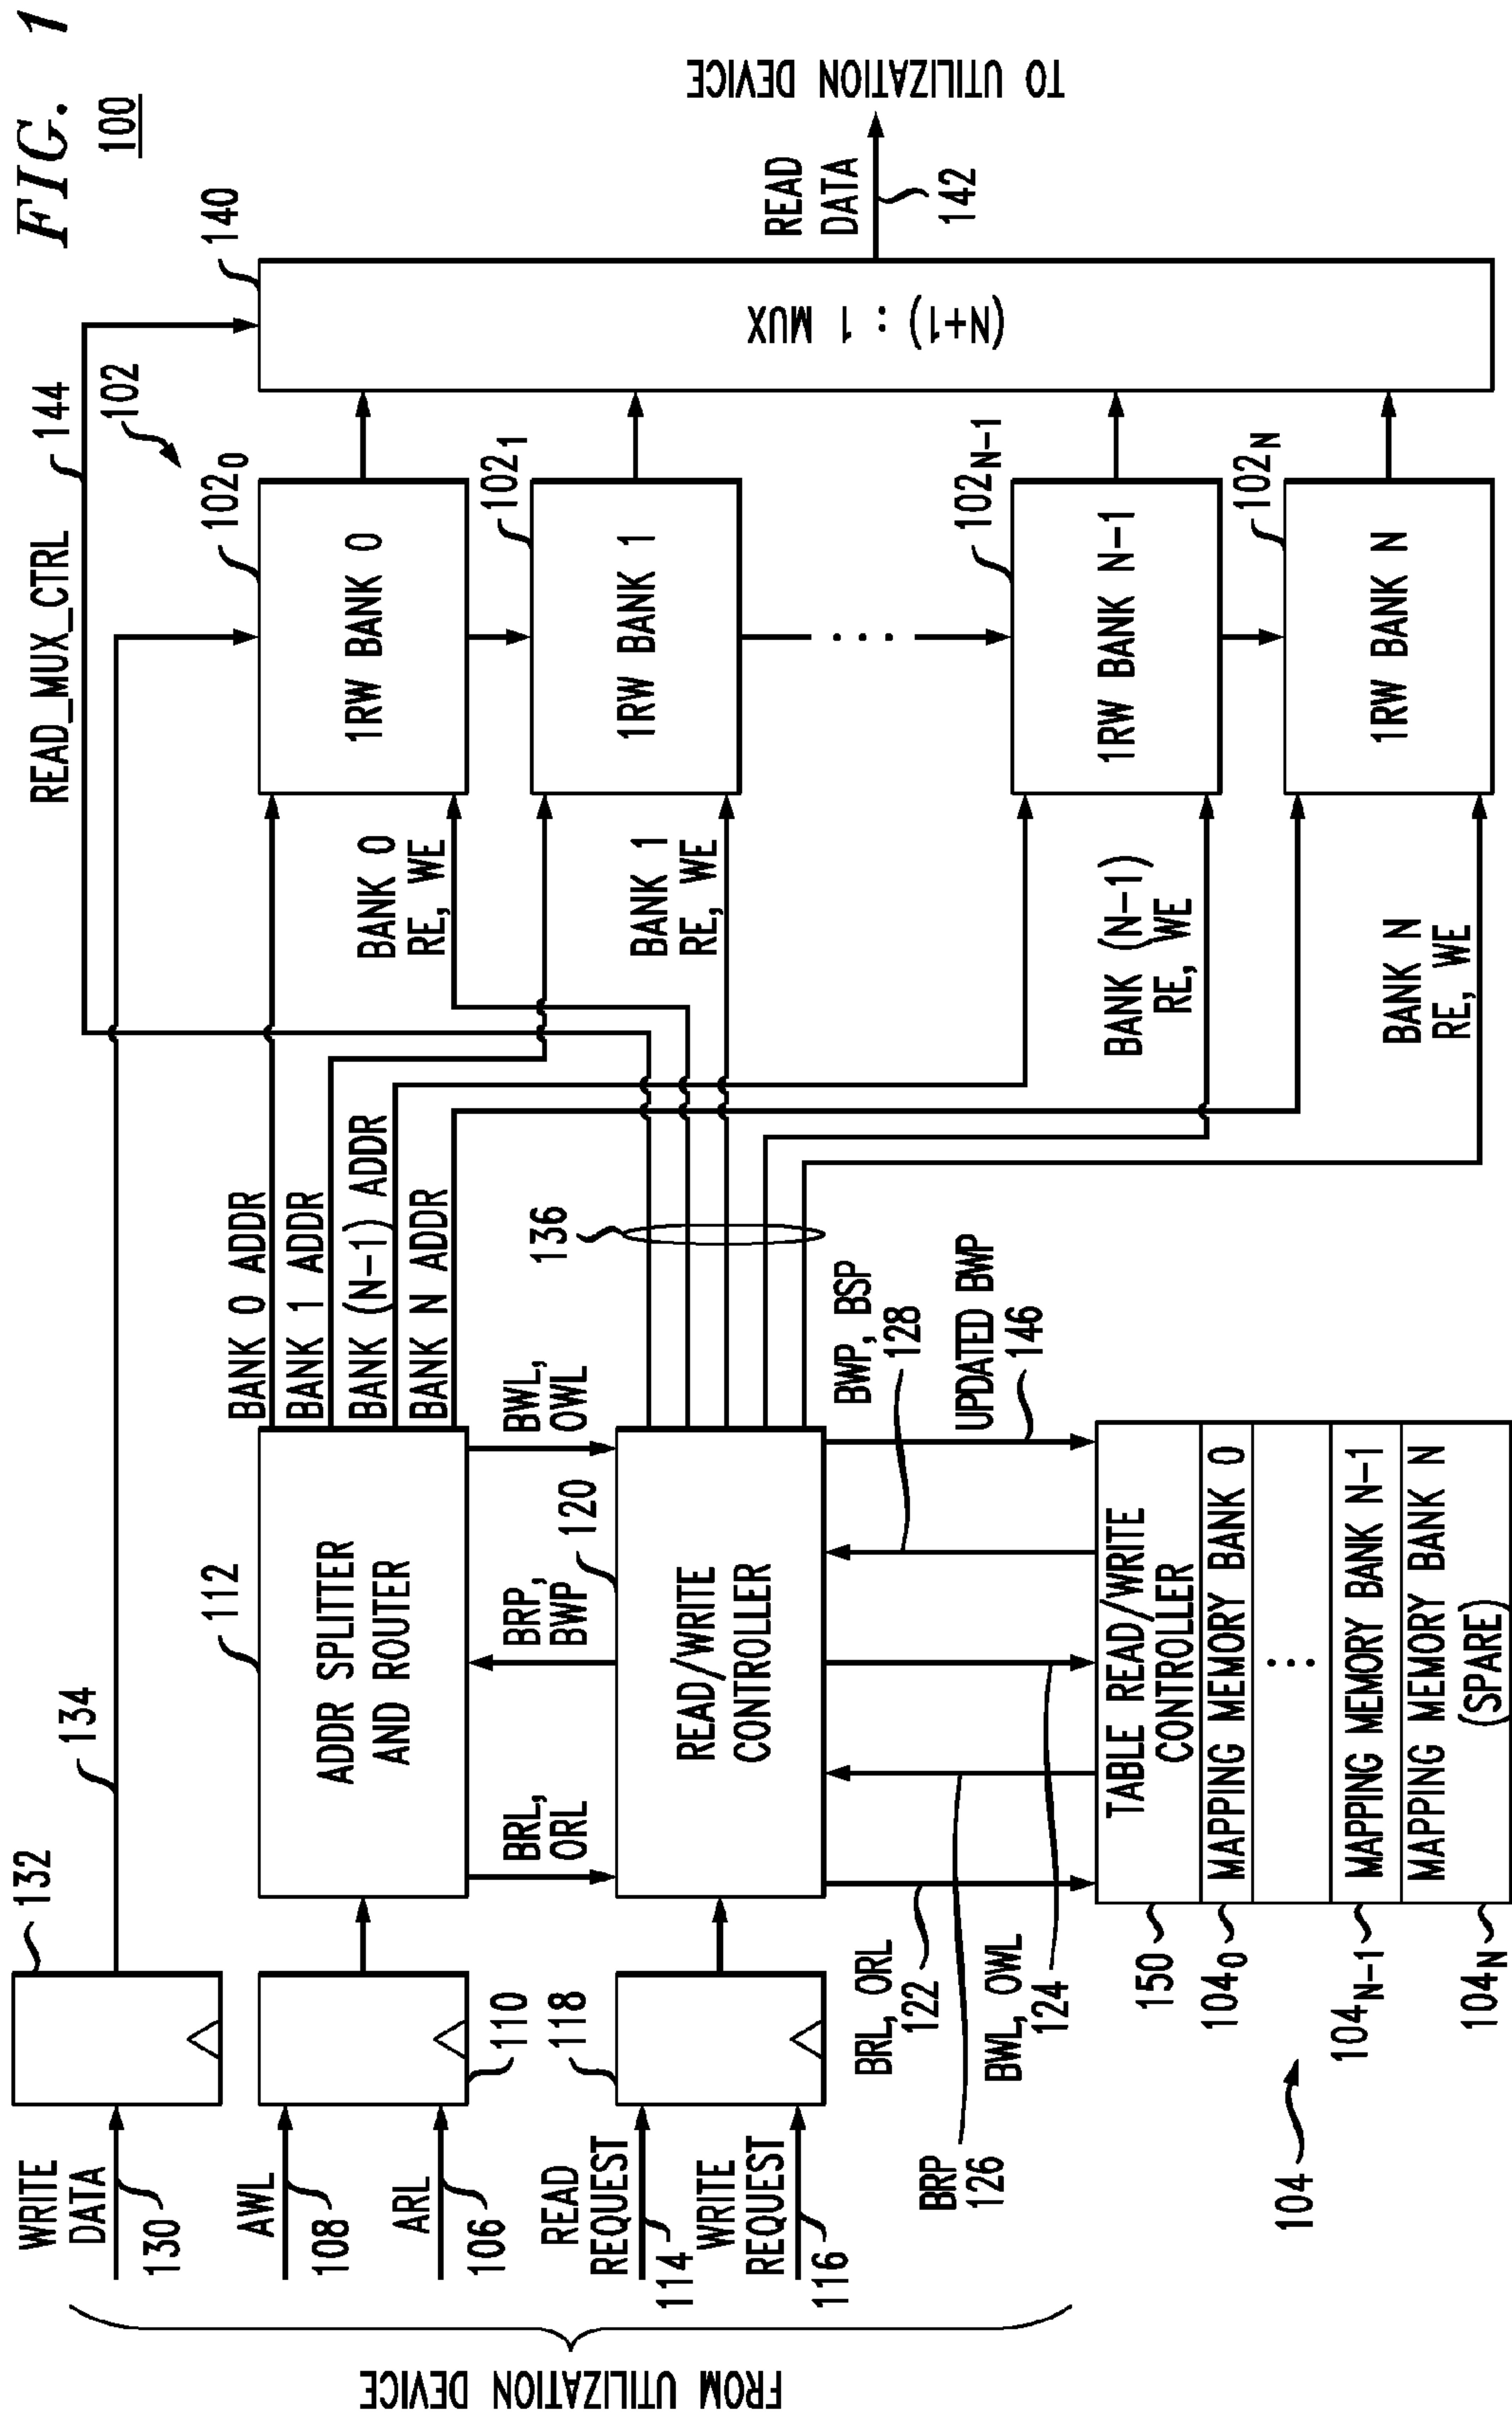 FIG. 1
100
READ_MUX_CTRL
144
102
140
132
134
WRITE
DATA
130
112
BANK 0 ADDR
BANK 1 ADDR
BANK (N-1) ADDR
BANK N ADDR
102₀
1RW BANK 0
BANK 0
RE, WE
AWL
108
ARL
106
110
ADDR SPLITTER
AND ROUTER
102₁
1RW BANK 1
BANK 1
RE, WE
(N+1) : 1 MUX
READ
DATA
142
TO UTILIZATION DEVICE
BRL,
ORL
BRP,
BWP
BWL,
OWL
120
136
118
READ
REQUEST
114
WRITE
REQUEST
116
READ/WRITE
CONTROLLER
FROM UTILIZATION DEVICE
BRL, ORL
122
BRP
126
BWL, OWL
124
BWP, BSP
128
UPDATED BWP
146
102N-1
1RW BANK N-1
BANK (N-1)
RE, WE
102N
1RW BANK N
BANK N
RE, WE
104
150
TABLE READ/WRITE
CONTROLLER
104₀
MAPPING MEMORY BANK 0
• • •
104N-1
MAPPING MEMORY BANK N-1
104N
MAPPING MEMORY BANK N
(SPARE)